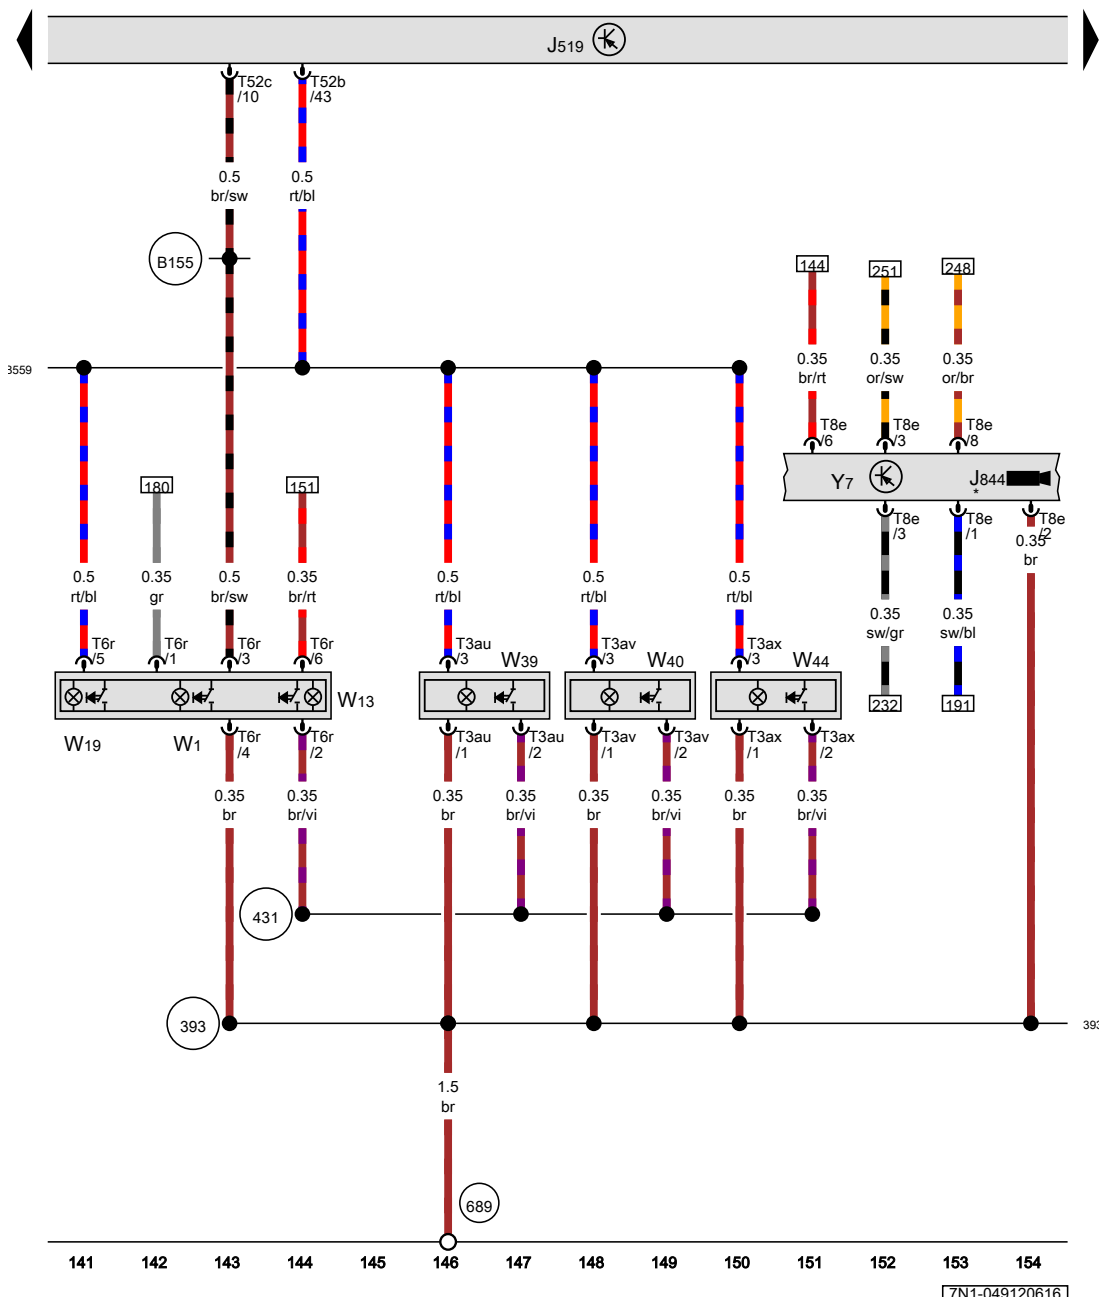 J519
T52c
/10
T52b
/43
0.5
br/sw
0.5
rt/bl
B155
144
251
248
0.35
br/rt
0.35
or/sw
0.35
or/br
T8e
/6
T8e
/3
T8e
/8
Y7
J844
*
T8e
/3
T8e
/1
T8e
/2
0.35
br
180
151
0.5
rt/bl
0.35
gr
0.5
br/sw
0.35
br/rt
0.5
rt/bl
0.5
rt/bl
0.5
rt/bl
0.35
sw/gr
0.35
sw/bl
T6r
/5
T6r
/1
T6r
/3
T6r
/6
T3au
/3
W39
T3av
/3
W40
T3ax
/3
W44
W13
232
191
W19
W1
T6r
/4
T6r
/2
T3au
/1
T3au
/2
T3av
/1
T3av
/2
T3ax
/1
T3ax
/2
0.35
br
0.35
br/vi
0.35
br
0.35
br/vi
0.35
br
0.35
br/vi
0.35
br
0.35
br/vi
431
393
1.5
br
689
141 142 143 144 145 146 147 148 149 150 151 152 153 154
7N1-049120616